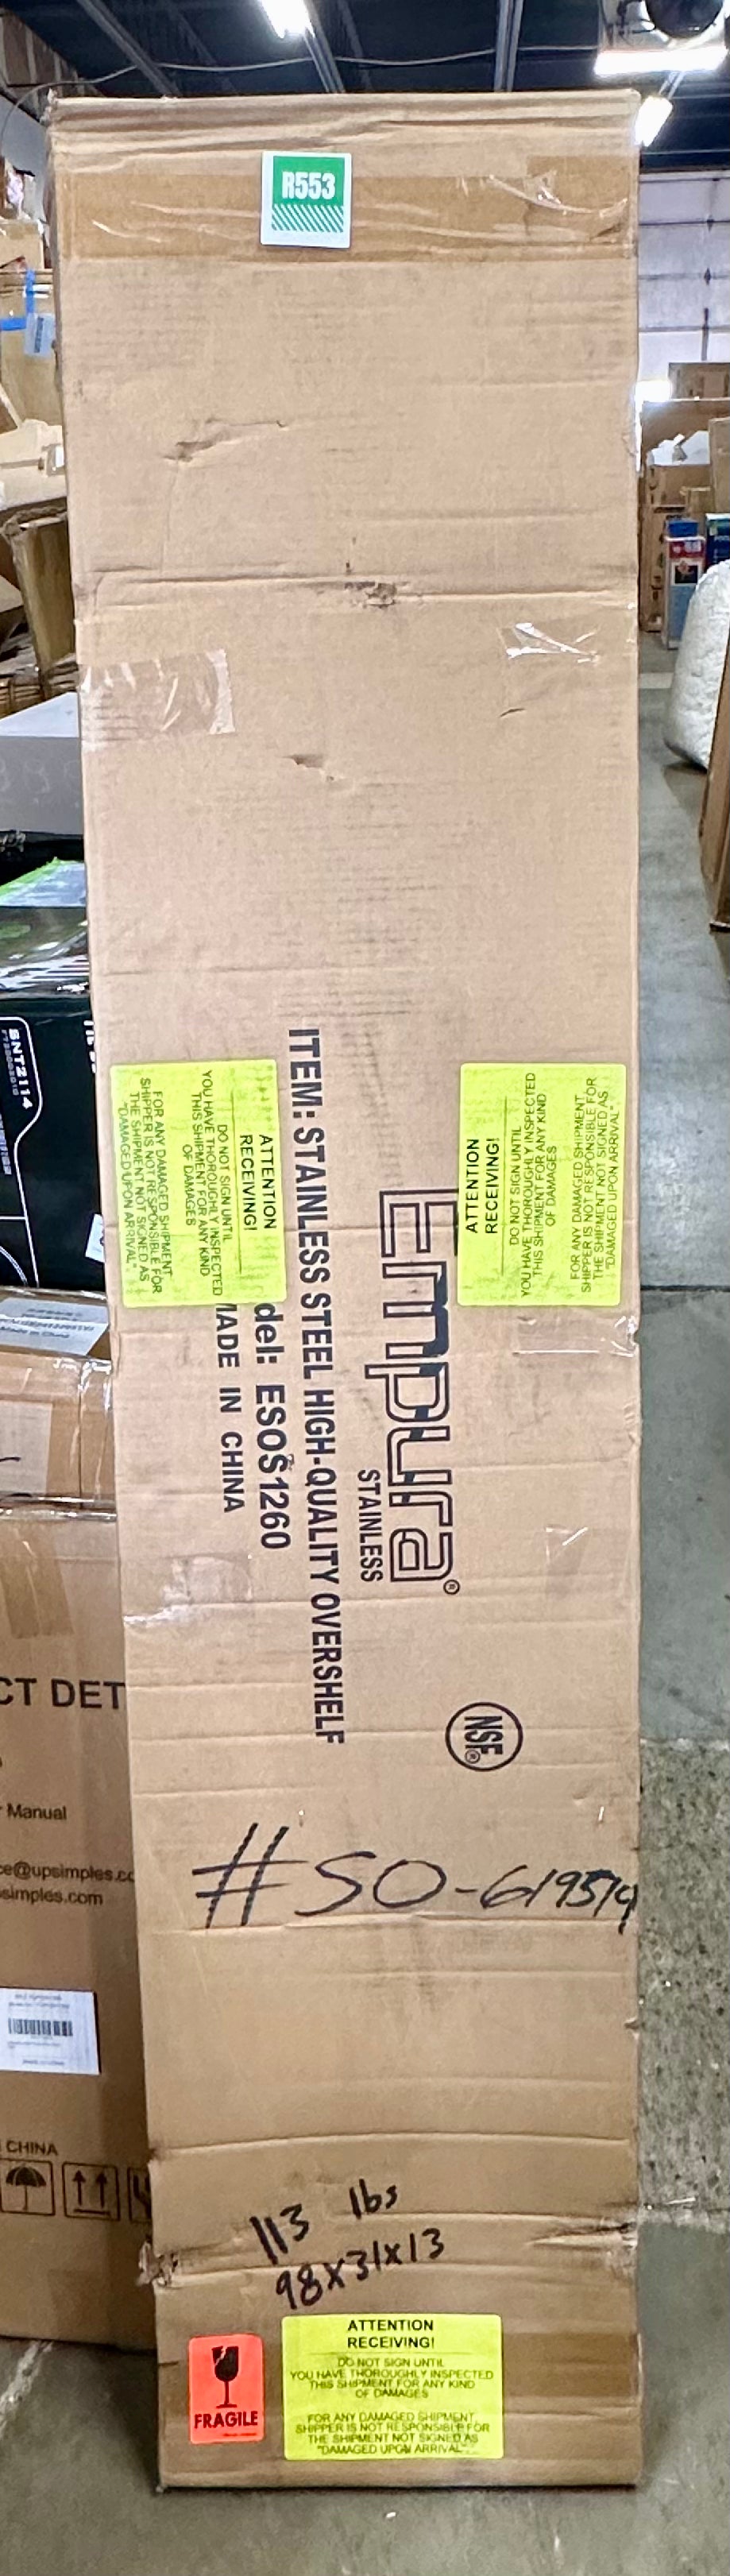 R553
ATTENTION
RECEIVING!
DO NOT SIGN UNTIL
YOU HAVE THOROUGHLY INSPECTED
THIS SHIPMENT FOR ANY KIND
OF DAMAGES
FOR ANY DAMAGED SHIPMENT
SHIPPER IS NOT RESPONSIBLE FOR
THE SHIPMENT NOT SIGNED AS
"DAMAGED UPON ARRIVAL"
ATTENTION
RECEIVING!
DO NOT SIGN UNTIL
YOU HAVE THOROUGHLY INSPECTED
THIS SHIPMENT FOR ANY KIND
OF DAMAGES
FOR ANY DAMAGED SHIPMENT
SHIPPER IS NOT RESPONSIBLE FOR
THE SHIPMENT NOT SIGNED AS
"DAMAGED UPON ARRIVAL"
Empura®
STAINLESS
NSF®
ITEM: STAINLESS STEEL HIGH-QUALITY OVERSHELF
del: ESOS1260
MADE IN CHINA
#SO-619519
113 lbs
98x31x13
FRAGILE
ATTENTION
RECEIVING!
DO NOT SIGN UNTIL
YOU HAVE THOROUGHLY INSPECTED
THIS SHIPMENT FOR ANY KIND
OF DAMAGES
FOR ANY DAMAGED SHIPMENT
SHIPPER IS NOT RESPONSIBLE FOR
THE SHIPMENT NOT SIGNED AS
"DAMAGED UPON ARRIVAL"
SNT2114
CT DET
Manual
ce@upsimples.co
simples.com
CHINA